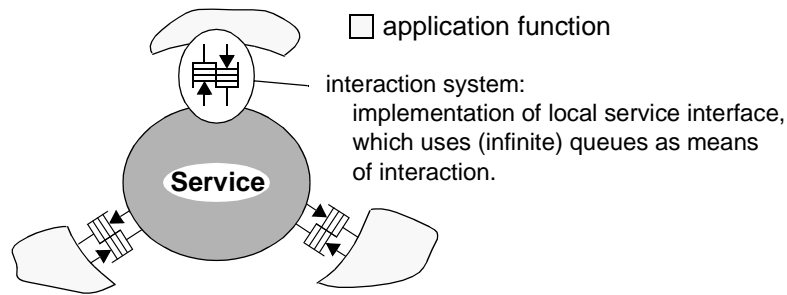 application function
interaction system:
implementation of local service interface,
which uses (infinite) queues as means
of interaction.
Service